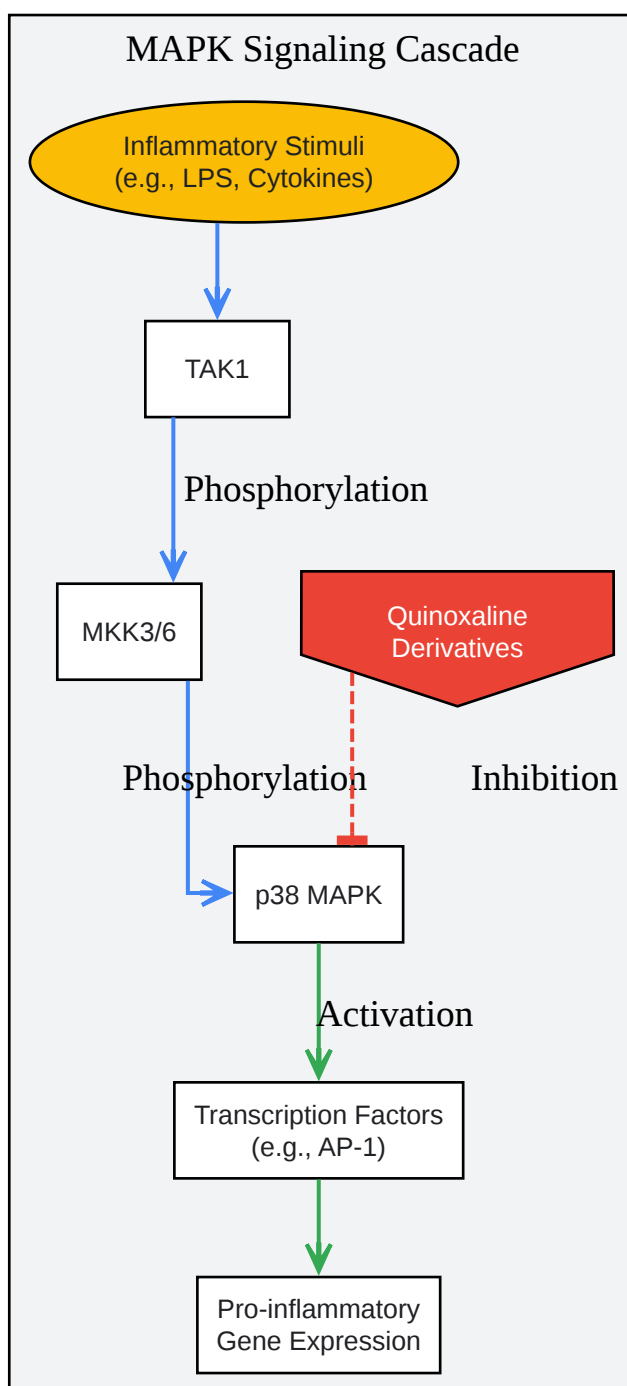 MAPK Signaling Cascade
Inflammatory Stimuli
(e.g., LPS, Cytokines)
TAK1
Phosphorylation
MKK3/6
Quinoxaline
Derivatives
Phosphorylation
Inhibition
p38 MAPK
Activation
Transcription Factors
(e.g., AP-1)
Pro-inflammatory
Gene Expression